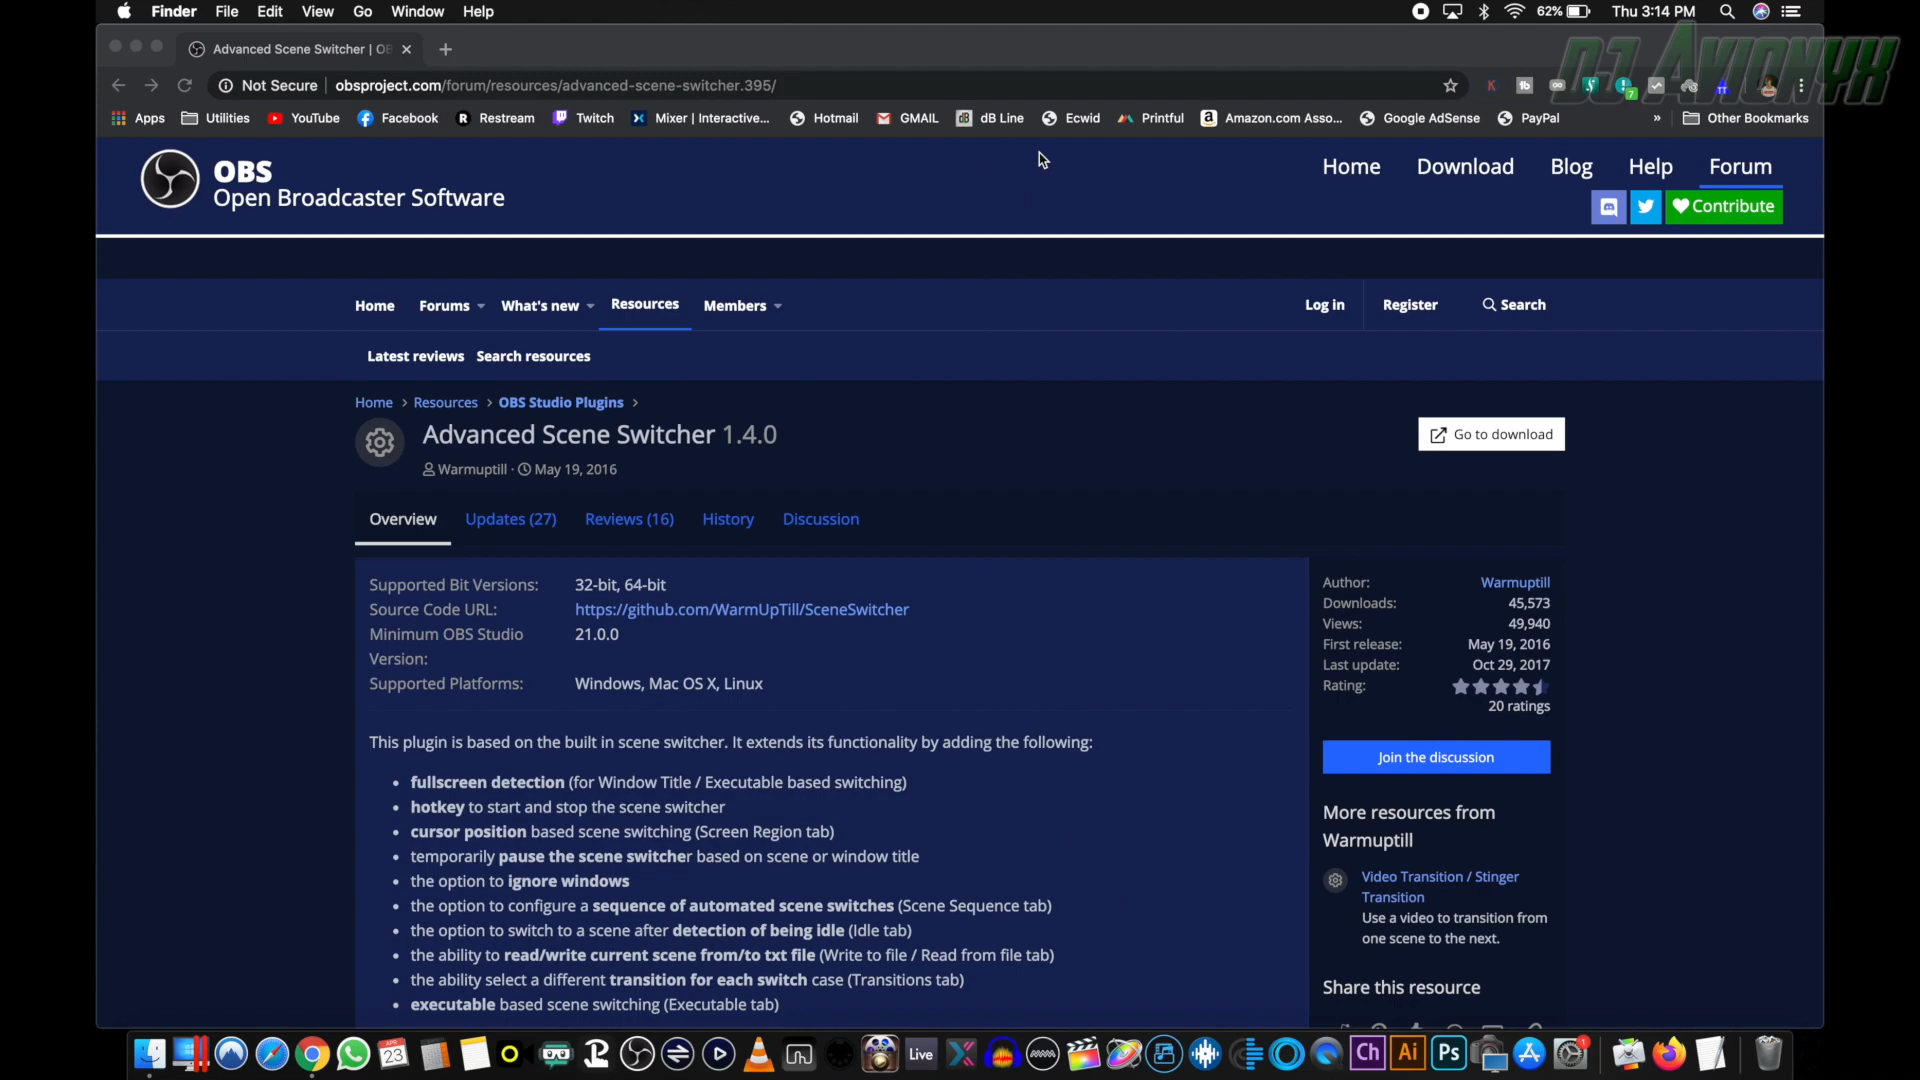 Finder File Edit View Go Window Help 62% Thu 3:14 PM
DJ AVIONYX
Advanced Scene Switcher | OB
Not Secure | obsproject.com/forum/resources/advanced-scene-switcher.395/
Apps Utilities YouTube Facebook Restream Twitch Mixer | Interactive... Hotmail GMAIL dB dB Line Ecwid Printful Amazon.com Asso... Google AdSense PayPal » Other Bookmarks
OBS
Open Broadcaster Software
Home Download Blog Help Forum
Contribute
Home Forums What's new Resources Members Log in Register Search
Latest reviews Search resources
Home > Resources > OBS Studio Plugins >
Advanced Scene Switcher 1.4.0
Go to download
Warmuptill · May 19, 2016
Overview Updates (27) Reviews (16) History Discussion
Supported Bit Versions: 32-bit, 64-bit
Source Code URL: https://github.com/WarmUpTill/SceneSwitcher
Minimum OBS Studio 21.0.0
Version:
Supported Platforms: Windows, Mac OS X, Linux
This plugin is based on the built in scene switcher. It extends its functionality by adding the following:
• fullscreen detection (for Window Title / Executable based switching)
• hotkey to start and stop the scene switcher
• cursor position based scene switching (Screen Region tab)
• temporarily pause the scene switcher based on scene or window title
• the option to ignore windows
• the option to configure a sequence of automated scene switches (Scene Sequence tab)
• the option to switch to a scene after detection of being idle (Idle tab)
• the ability to read/write current scene from/to txt file (Write to file / Read from file tab)
• the ability select a different transition for each switch case (Transitions tab)
• executable based scene switching (Executable tab)
Author: Warmuptill
Downloads: 45,573
Views: 49,940
First release: May 19, 2016
Last update: Oct 29, 2017
Rating:
20 ratings
Join the discussion
More resources from
Warmuptill
Video Transition / Stinger
Transition
Use a video to transition from
one scene to the next.
Share this resource
APR 23 Live Ch Ai Ps 1